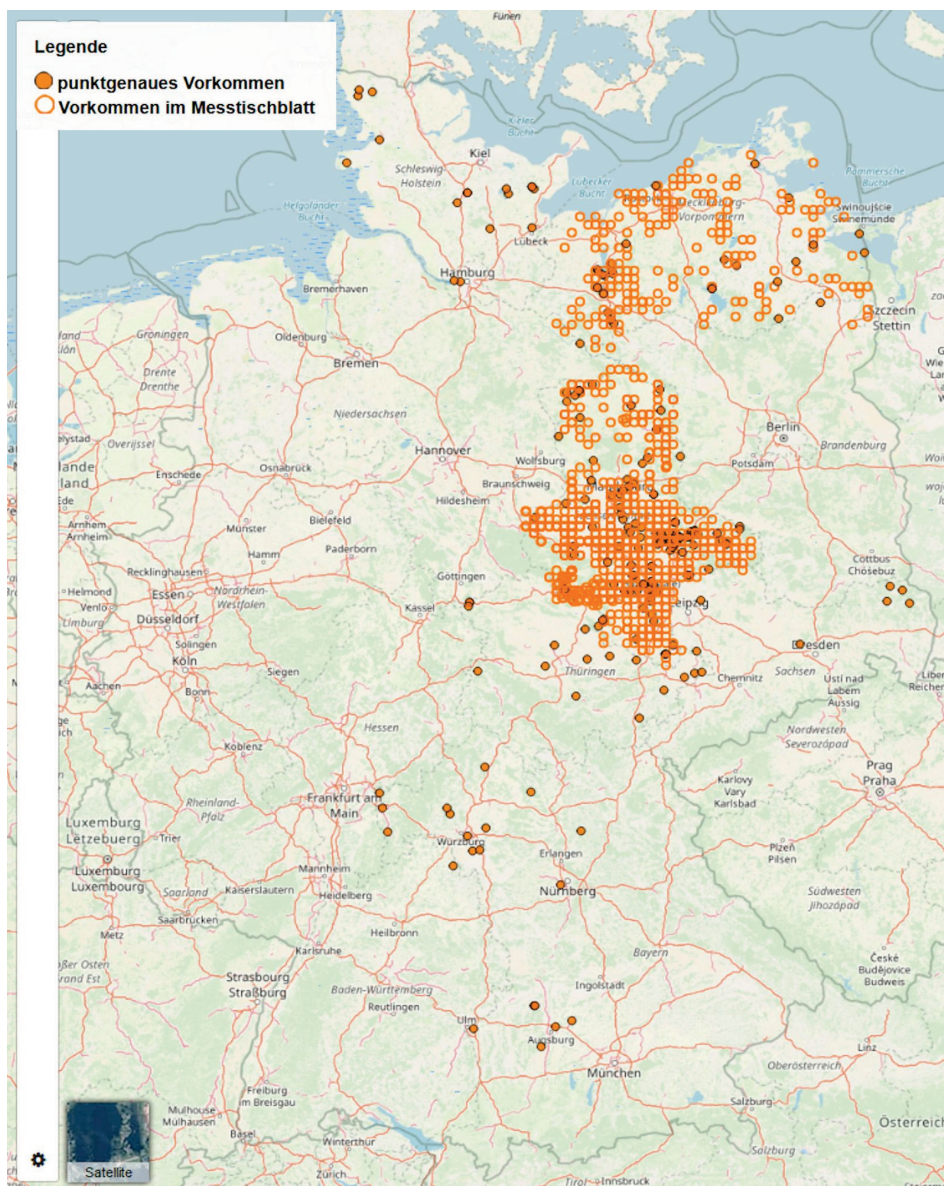 Legende
punktgenaues Vorkommen
Vorkommen im Messtischblatt
Fünen
Kieler
Bucht
Kiel
Schleswig-
Holstein
Helgoländer
Bucht
Lübecker
Bucht
Pommersche
Bucht
Mecklenburg-
Vorpommern
Świnoujście
Swinemünde
Lübeck
Hamburg
Bremerhaven
Szczecin
Stettin
Groningen
Oldenburg
Bremen
Drente
Drenthe
Niedersachsen
Berlin
Brandenburg
Overijssel
Hannover
Wolfsburg
Potsdam
Enschede
Osnabrück
Braunschweig
Hildesheim
Arnhem
Arnheim
Münster
Bielefeld
Hamm
Paderborn
Cottbus
Chóśebuz
Recklinghausen
Göttingen
Helmond
Venlo
Essen
Nordrhein-
Westfalen
Kassel
Leipzig
Limburg
Düsseldorf
Solingen
Dresden
Köln
Siegen
Thüringen
Sachsen
Aachen
Bonn
Chemnitz
Ústí nad
Labem
Aussig
Hessen
Koblenz
Nordwesten
Severozápad
Karlovy
Vary
Karlsbad
Prag
Praha
Rheinland-
Pfalz
Frankfurt am
Main
Luxemburg
Lëtzebuerg
Trier
Würzburg
Erlangen
Plzeň
Pilsen
Luxemburg
Luxembourg
Mannheim
Saarland
Kaiserslautern
Heidelberg
Nürnberg
Südwesten
Jihozápad
Saarbrücken
Metz
Heilbronn
Karlsruhe
Bayern
České
Budějovice
Budweis
Strasbourg
Straßburg
Ingolstadt
Baden-Württemberg
Reutlingen
Ulm
Augsburg
Linz
München
Oberösterreich
Freiburg
im Breisgau
Mulhouse
Mülhausen
Salzburg
Österreich
Basel
Winterthur
Salzburg
Zürich
Tirol
Innsbruck
Satellite